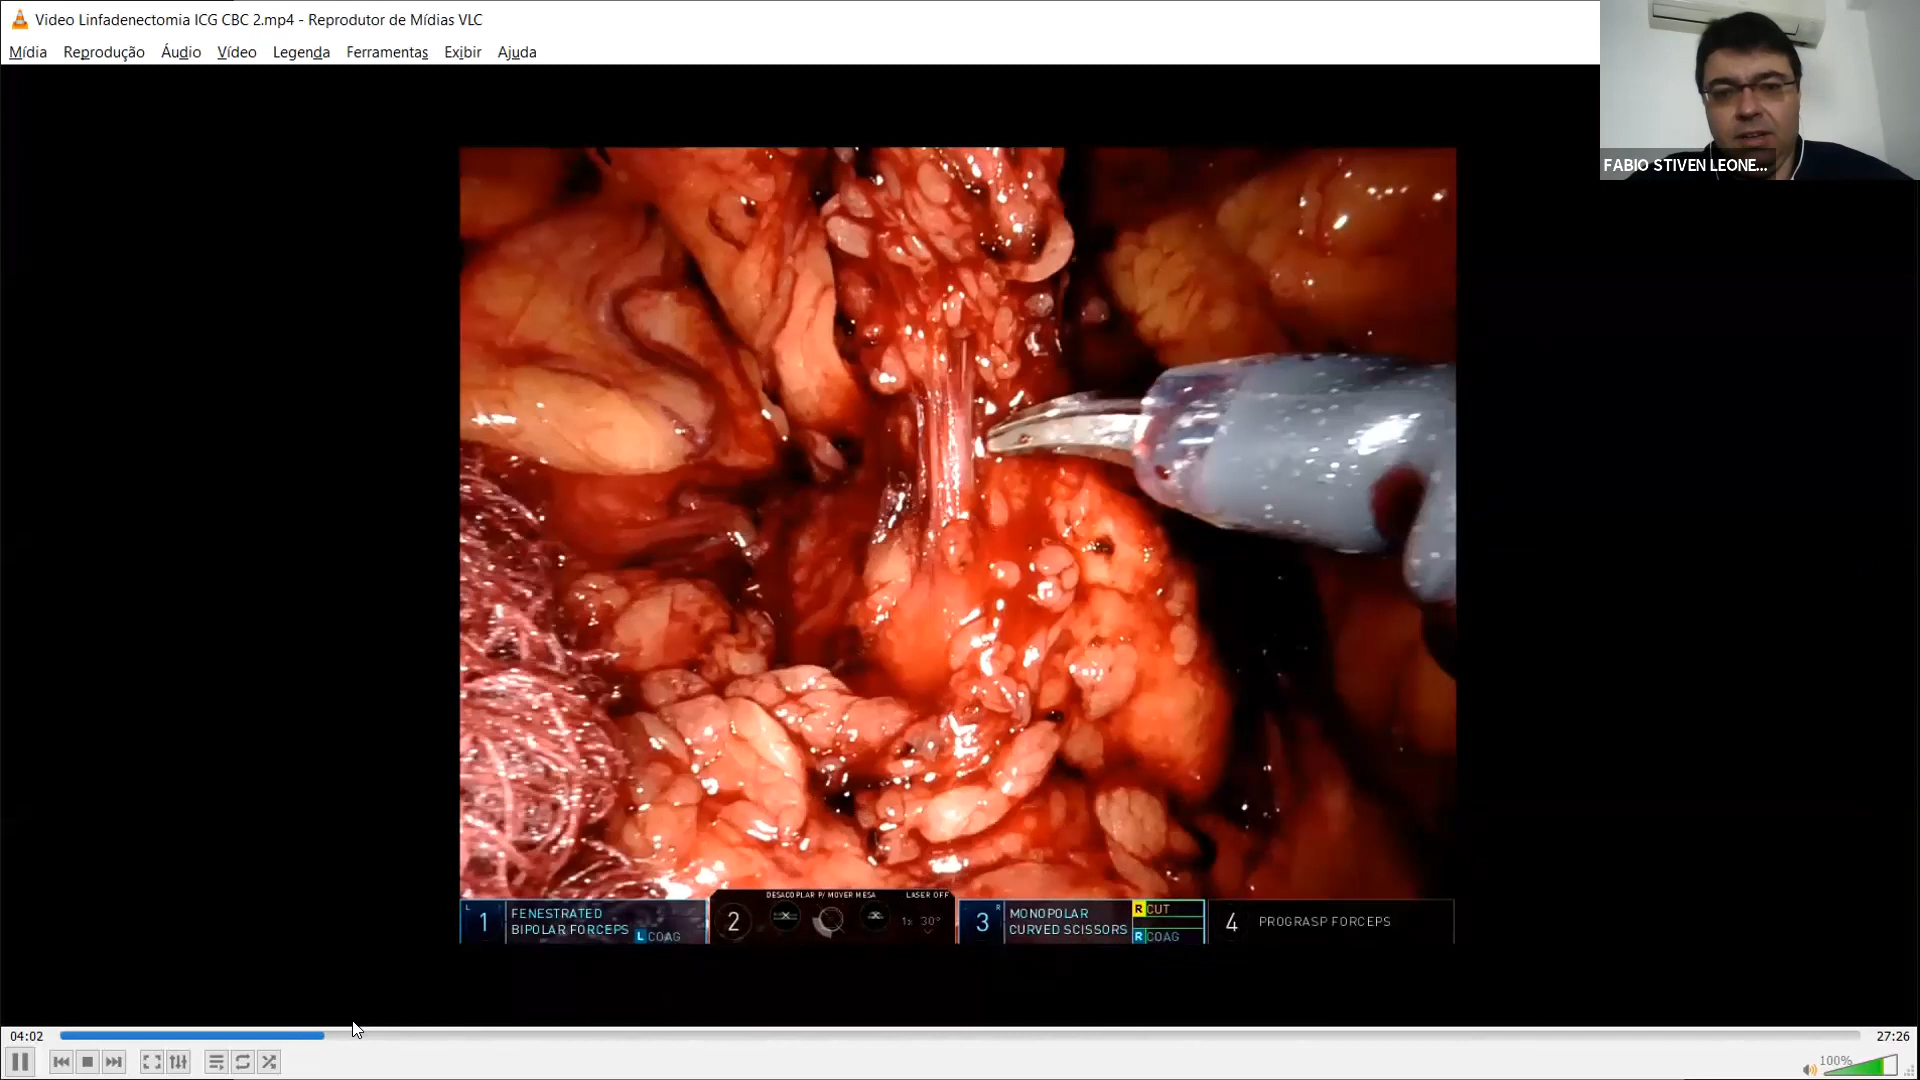 Video Linfadenectomia ICG CBC 2.mp4 - Reprodutor de Mídias VLC
Mídia Reprodução Áudio Vídeo Legenda Ferramentas Exibir Ajuda
FABIO STIVEN LEONE...
DESACOPLAR P/ MOVER MESA LASER OFF
L
1 FENESTRATED
BIPOLAR FORCEPS L COAG
2 1x 30°
R
3 MONOPOLAR
CURVED SCISSORS
R CUT
R COAG
4 PROGRASP FORCEPS
04:02 27:26
100%